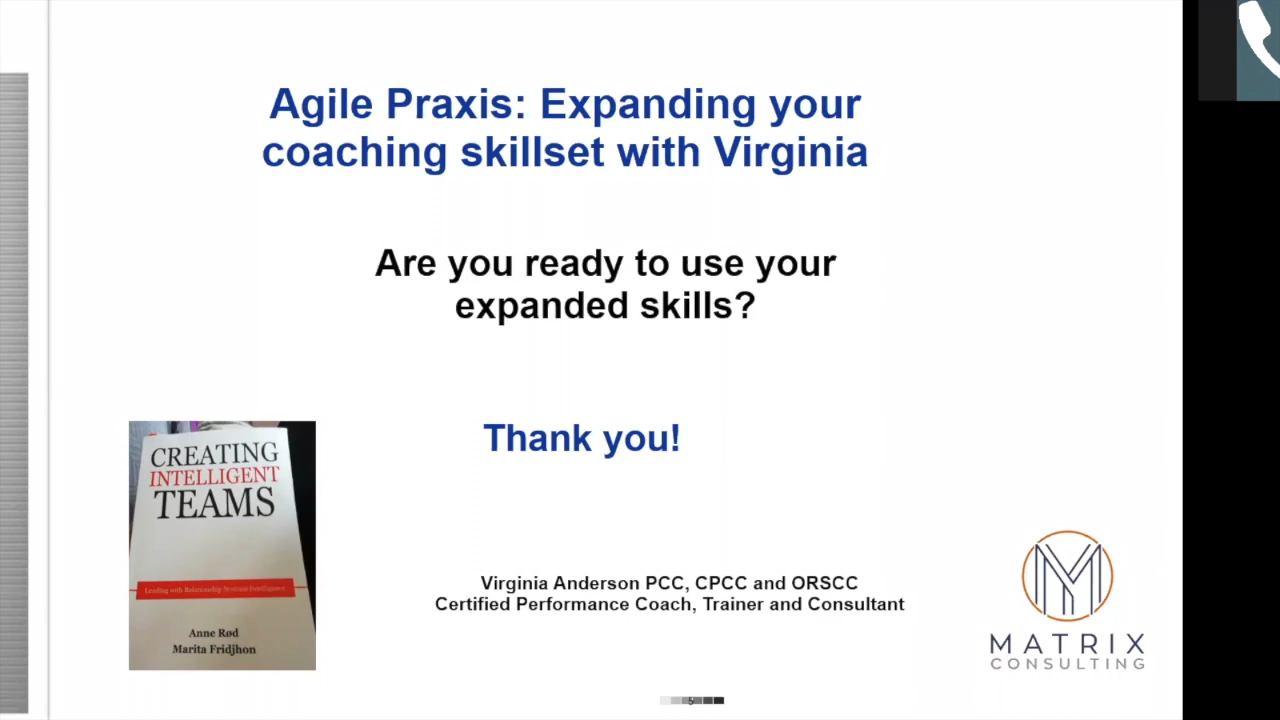 Agile Praxis: Expanding your
coaching skillset with Virginia
Are you ready to use your
expanded skills?
Thank you!
CREATING
INTELLIGENT
TEAMS
Leading with Relationship Systems Intelligence
Anne Rød
Marita Fridjhon
Virginia Anderson PCC, CPCC and ORSCC
Certified Performance Coach, Trainer and Consultant
MATRIX
CONSULTING
5